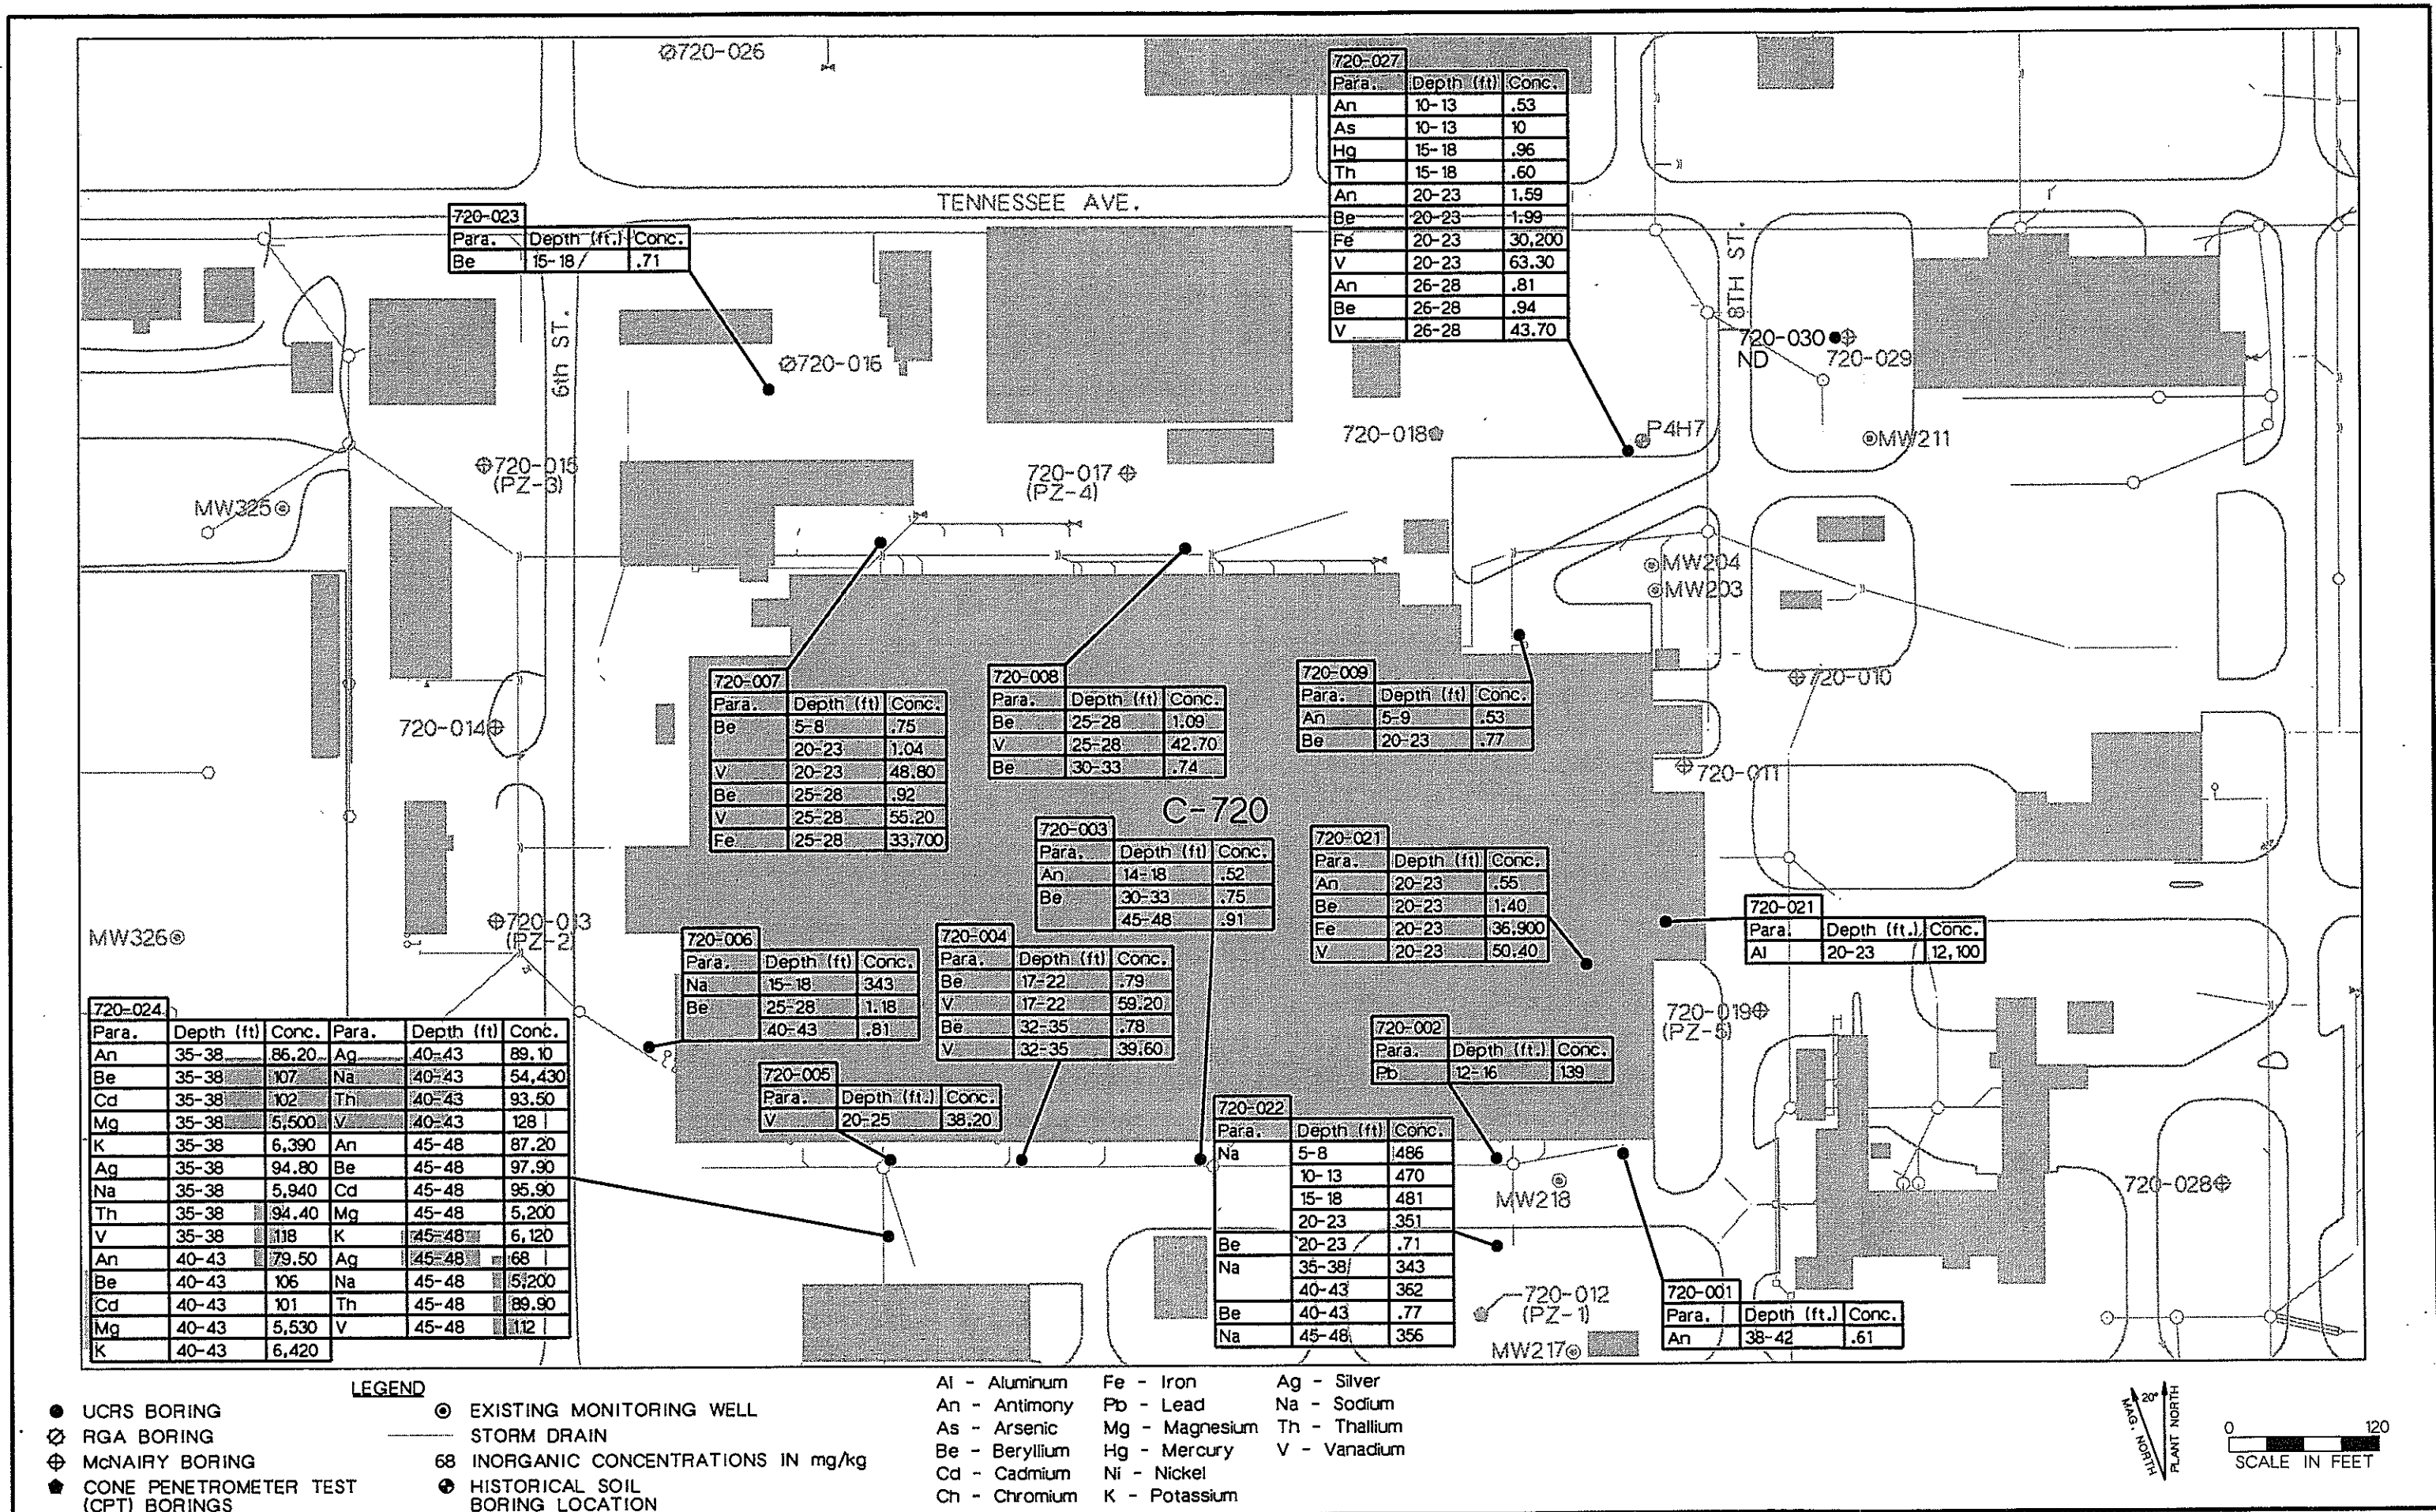 720-026
TENNESSEE AVE.
6th ST.
8TH ST.
720-027
Para. Depth (ft) Conc.
An 10-13 .53
As 10-13 10
Hg 15-18 .96
Th 15-18 .60
An 20-23 1.59
Be 20-23 1.99
Fe 20-23 30,200
V 20-23 63.30
An 26-28 .81
Be 26-28 .94
V 26-28 43.70
720-023
Para. Depth (ft.) Conc.
Be 15-18 .71
720-016
720-030
ND
720-029
720-018
P4H7
MW211
720-015
(PZ-3)
720-017
(PZ-4)
MW325
MW204
MW203
720-007
Para. Depth (ft) Conc.
Be 5-8 .75
20-23 1.04
V 20-23 48.80
Be 25-28 .92
V 25-28 55.20
Fe 25-28 33,700
720-008
Para. Depth (ft) Conc.
Be 25-28 1.09
V 25-28 42.70
Be 30-33 .74
720-009
Para. Depth (ft) Conc.
An 5-9 .53
Be 20-23 .77
720-010
720-014
720-011
C-720
720-003
Para. Depth (ft) Conc.
An 14-18 .52
Be 30-33 .75
45-48 .91
720-021
Para. Depth (ft) Conc.
An 20-23 .55
Be 20-23 1.40
Fe 20-23 36,900
V 20-23 50.40
720-021
Para. Depth (ft.) Conc.
Al 20-23 12,100
MW326
720-013
(PZ-2)
720-006
Para. Depth (ft) Conc.
Na 15-18 343
Be 25-28 1.18
40-43 .81
720-004
Para. Depth (ft) Conc.
Be 17-22 .79
V 17-22 59.20
Be 32-35 .78
V 32-35 39.60
720-019
(PZ-5)
720-002
Para. Depth (ft.) Conc.
Pb 12-16 139
720-005
Para. Depth (ft.) Conc.
V 20-25 38.20
720-024
Para. Depth (ft) Conc. Para. Depth (ft) Conc.
An 35-38 86.20 Ag 40-43 89.10
Be 35-38 107 Na 40-43 54,430
Cd 35-38 102 Th 40-43 93.50
Mg 35-38 5,500 V 40-43 128
K 35-38 6,390 An 45-48 87.20
Ag 35-38 94.80 Be 45-48 97.90
Na 35-38 5,940 Cd 45-48 95.90
Th 35-38 94.40 Mg 45-48 5,200
V 35-38 118 K 45-48 6,120
An 40-43 79.50 Ag 45-48 68
Be 40-43 106 Na 45-48 5,200
Cd 40-43 101 Th 45-48 89.90
Mg 40-43 5,530 V 45-48 112
K 40-43 6,420
720-022
Para. Depth (ft) Conc.
Na 5-8 486
10-13 470
15-18 481
20-23 351
Be 20-23 .71
Na 35-38 343
40-43 362
Be 40-43 .77
Na 45-48 356
MW218
720-028
720-012
(PZ-1)
MW217
720-001
Para. Depth (ft.) Conc.
An 38-42 .61
LEGEND
UCRS BORING
RGA BORING
McNAIRY BORING
CONE PENETROMETER TEST
(CPT) BORINGS
EXISTING MONITORING WELL
STORM DRAIN
68 INORGANIC CONCENTRATIONS IN mg/kg
HISTORICAL SOIL
BORING LOCATION
Al - Aluminum
An - Antimony
As - Arsenic
Be - Beryllium
Cd - Cadmium
Ch - Chromium
Fe - Iron
Pb - Lead
Mg - Magnesium
Hg - Mercury
Ni - Nickel
K - Potassium
Ag - Silver
Na - Sodium
Th - Thallium
V - Vanadium
20°
MAG. NORTH
PLANT NORTH
0 120
SCALE IN FEET